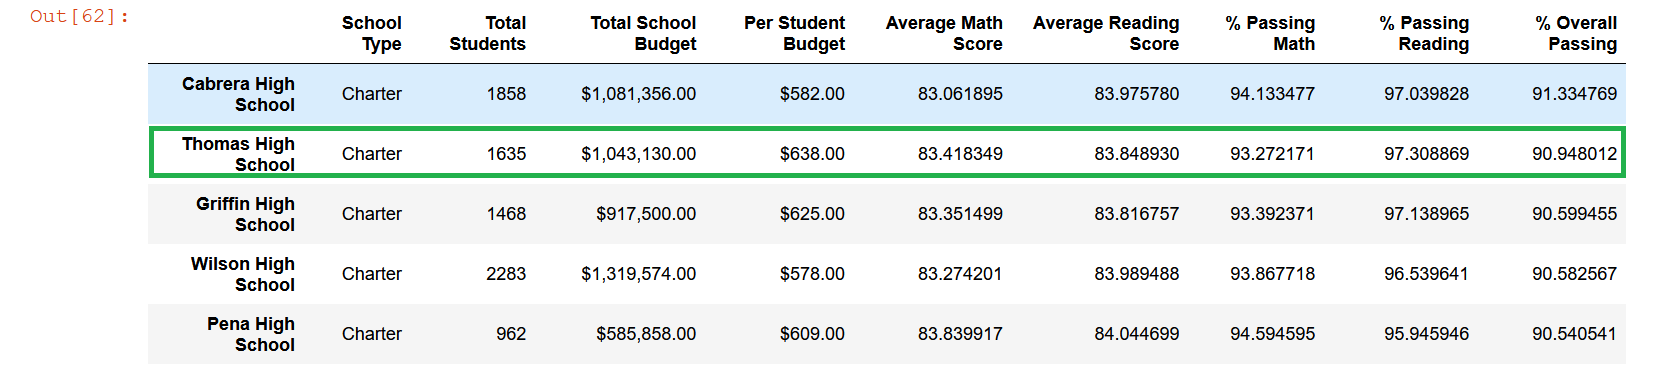 Out[62]:
School Type Total Students Total School Budget Per Student Budget Average Math Score Average Reading Score % Passing Math % Passing Reading % Overall Passing
Cabrera High School Charter 1858 $1,081,356.00 $582.00 83.061895 83.975780 94.133477 97.039828 91.334769
Thomas High School Charter 1635 $1,043,130.00 $638.00 83.418349 83.848930 93.272171 97.308869 90.948012
Griffin High School Charter 1468 $917,500.00 $625.00 83.351499 83.816757 93.392371 97.138965 90.599455
Wilson High School Charter 2283 $1,319,574.00 $578.00 83.274201 83.989488 93.867718 96.539641 90.582567
Pena High School Charter 962 $585,858.00 $609.00 83.839917 84.044699 94.594595 95.945946 90.540541